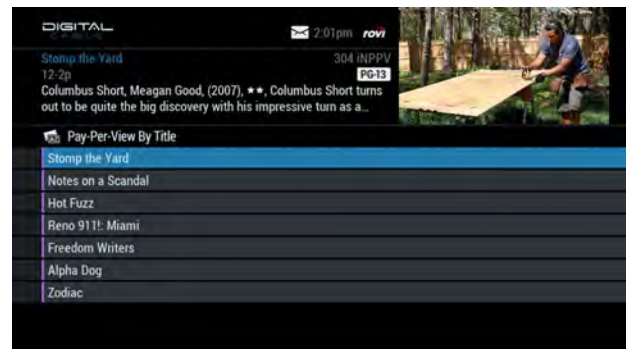 DIGITAL
CABLE
2:01pm rovi
Stomp the Yard 304 iNPPV
12-2p PG-13
Columbus Short, Meagan Good, (2007), ★★, Columbus Short turns
out to be quite the big discovery with his impressive turn as a...
Pay-Per-View By Title
Stomp the Yard
Notes on a Scandal
Hot Fuzz
Reno 911!: Miami
Freedom Writers
Alpha Dog
Zodiac